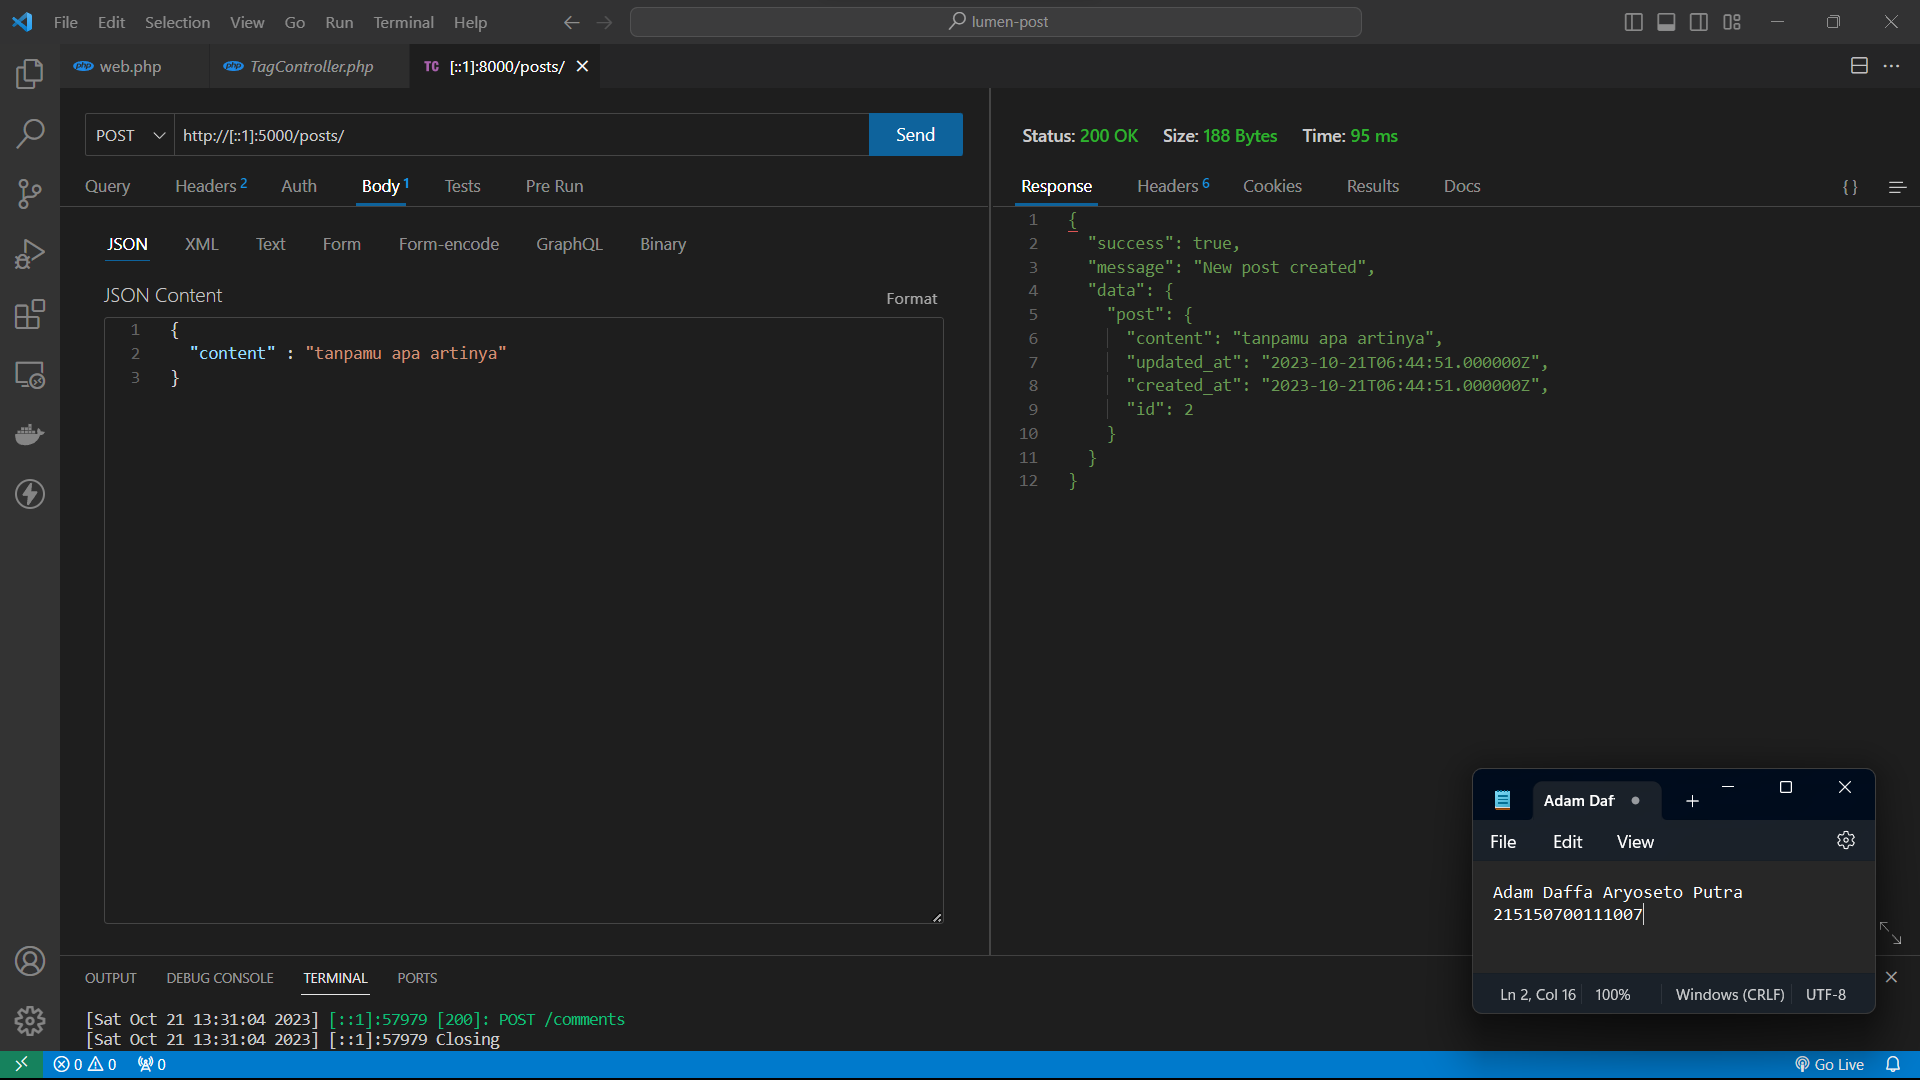 File Edit Selection View Go Run Terminal Help lumen-post
web.php TagController.php TC [::1]:8000/posts/
POST http://[::1]:5000/posts/ Send
Query Headers 2 Auth Body 1 Tests Pre Run
JSON XML Text Form Form-encode GraphQL Binary
JSON Content
Format
1 {
2 "content" : "tanpamu apa artinya"
3 }
Status: 200 OK Size: 188 Bytes Time: 95 ms
Response Headers 6 Cookies Results Docs {}
1 {
2 "success": true,
3 "message": "New post created",
4 "data": {
5 "post": {
6 "content": "tanpamu apa artinya",
7 "updated_at": "2023-10-21T06:44:51.000000Z",
8 "created_at": "2023-10-21T06:44:51.000000Z",
9 "id": 2
10 }
11 }
12 }
Adam Daf
File Edit View
Adam Daffa Aryoseto Putra
215150700111007
Ln 2, Col 16 100% Windows (CRLF) UTF-8
OUTPUT DEBUG CONSOLE TERMINAL PORTS
[Sat Oct 21 13:31:04 2023] [::1]:57979 [200]: POST /comments
[Sat Oct 21 13:31:04 2023] [::1]:57979 Closing
0 0 0 Go Live